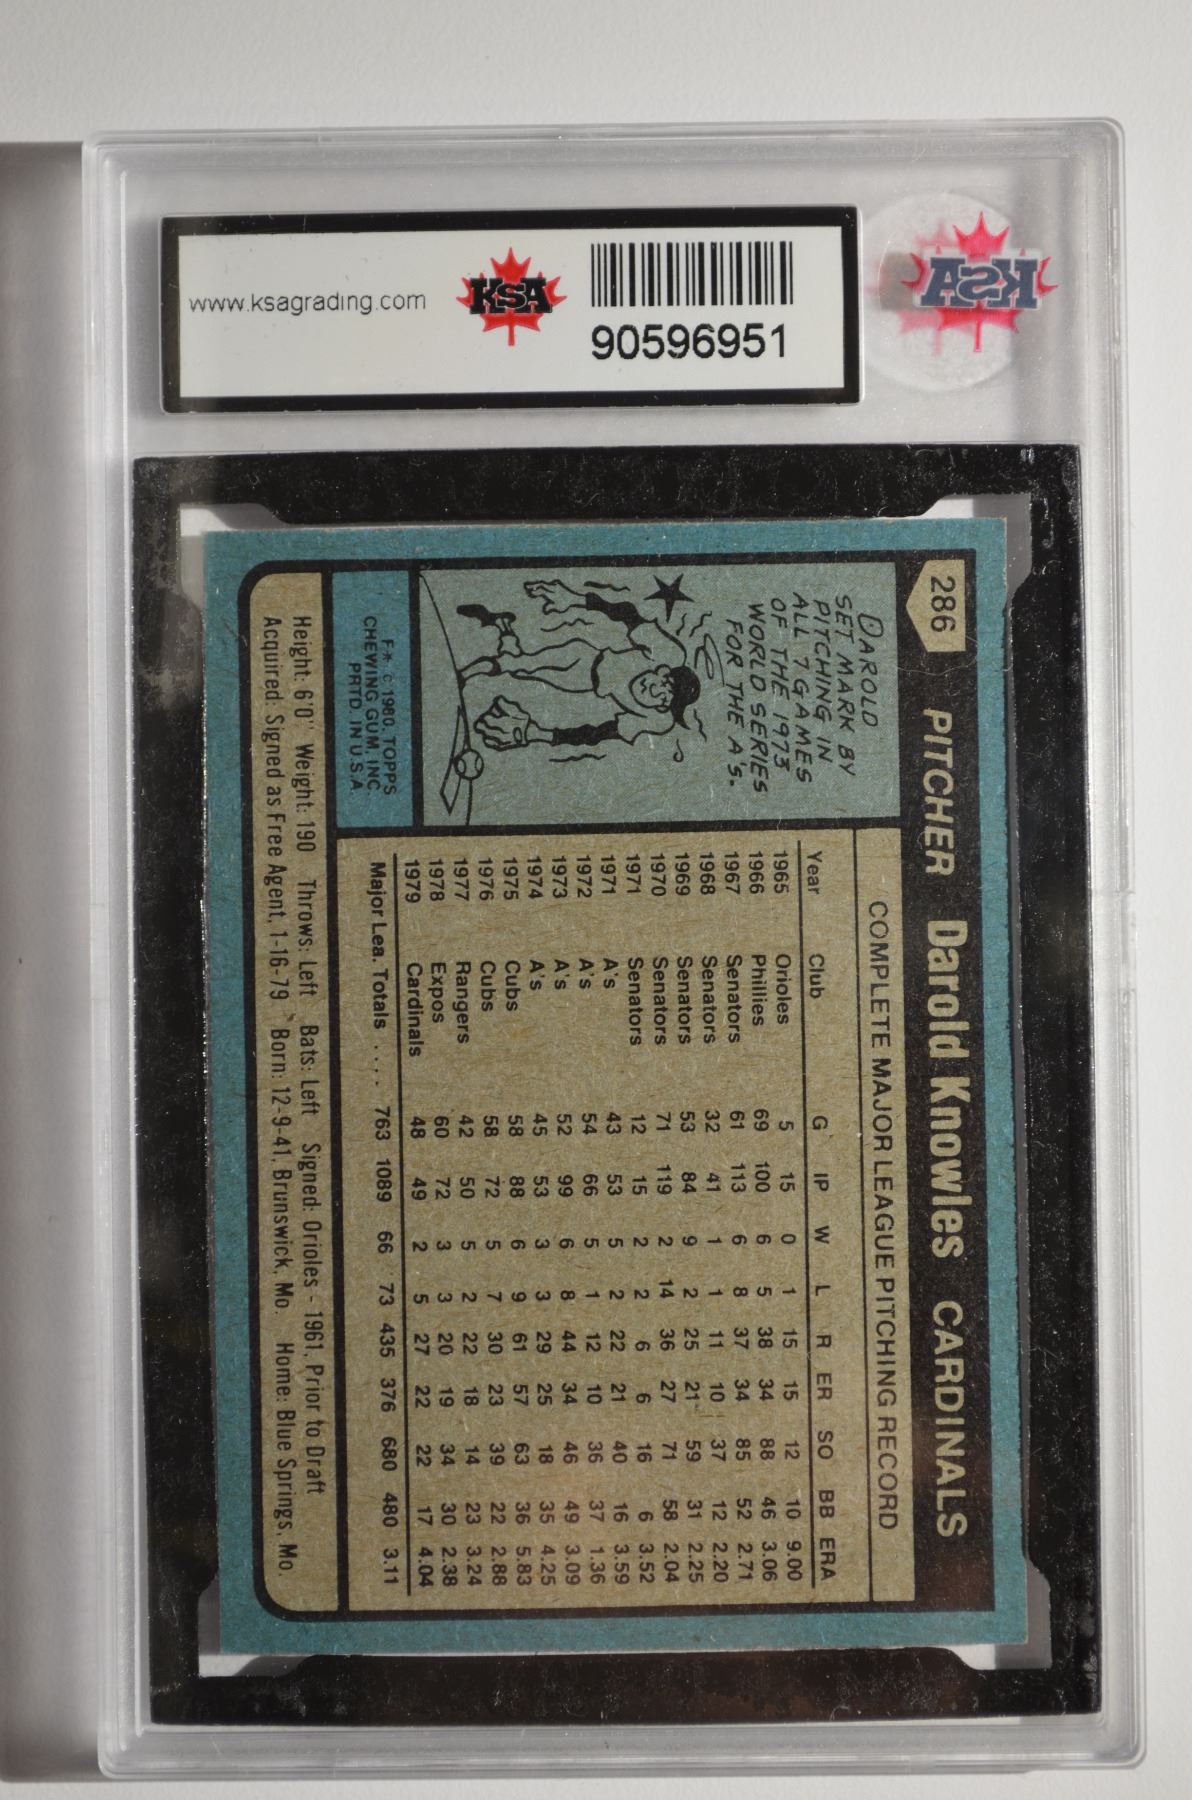 www.ksagrading.com
KSA
90596951
KSA
286 PITCHER Darold Knowles CARDINALS
DAROLD
SET MARK BY
PITCHING IN
ALL 7 GAMES
OF THE 1973
WORLD SERIES
FOR THE A'S.
F* © 1980, TOPPS
CHEWING GUM, INC.
PRTD. IN U.S.A.
COMPLETE MAJOR LEAGUE PITCHING RECORD
Year Club G IP W L R ER SO BB ERA
1965 Orioles 5 15 0 1 15 15 12 10 9.00
1966 Phillies 69 100 6 5 38 34 88 46 3.06
1967 Senators 61 113 6 8 37 34 85 52 2.71
1968 Senators 32 41 1 1 11 10 37 12 2.20
1969 Senators 53 84 9 2 25 21 59 31 2.25
1970 Senators 71 119 2 14 36 27 71 58 2.04
1971 Senators 12 15 2 2 6 6 16 6 3.52
1971 A's 43 53 5 2 22 21 40 16 3.59
1972 A's 54 66 5 1 12 10 36 37 1.36
1973 A's 52 99 6 8 44 34 46 49 3.09
1974 A's 45 53 3 3 29 25 18 35 4.25
1975 Cubs 58 88 6 9 61 57 63 36 5.83
1976 Cubs 58 72 5 7 30 23 39 22 2.88
1977 Rangers 42 50 5 2 22 18 14 23 3.24
1978 Expos 60 72 3 3 20 19 34 30 2.38
1979 Cardinals 48 49 2 5 27 22 22 17 4.04
Major Lea. Totals . . . . 763 1089 66 73 435 376 680 480 3.11
Height: 6'0" Weight: 190 Throws: Left Bats: Left Signed: Orioles - 1961, Prior to Draft
Acquired: Signed as Free Agent, 1-16-79 Born: 12-9-41, Brunswick, Mo. Home: Blue Springs, Mo.